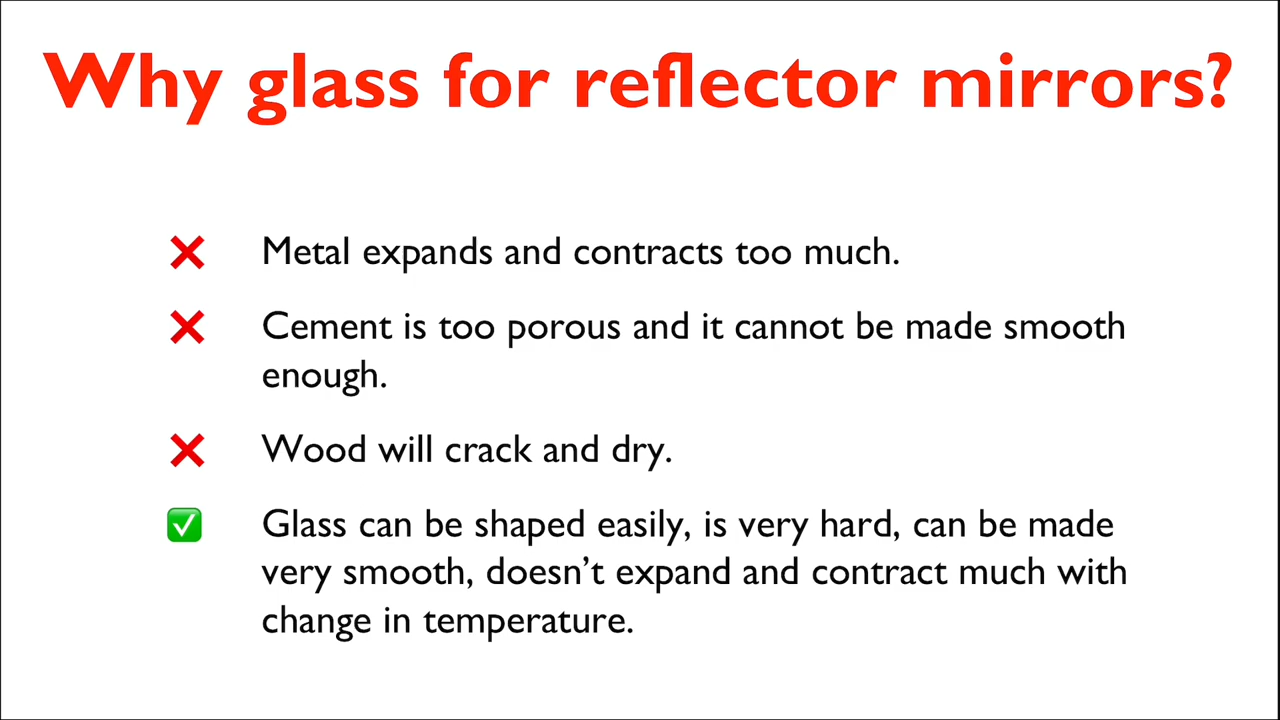 Why glass for reflector mirrors?
❌ Metal expands and contracts too much.
❌ Cement is too porous and it cannot be made smooth
enough.
❌ Wood will crack and dry.
✅ Glass can be shaped easily, is very hard, can be made
very smooth, doesn’t expand and contract much with
change in temperature.